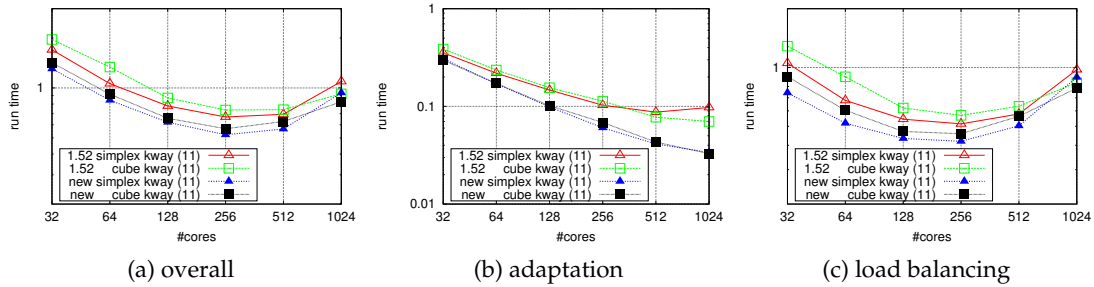 run time
1
1.52 simplex kway (11)
1.52 cube kway (11)
new simplex kway (11)
new cube kway (11)
32 64 128 256 512 1024
#cores
(a) overall
run time
1
0.1
0.01
1.52 simplex kway (11)
1.52 cube kway (11)
new simplex kway (11)
new cube kway (11)
32 64 128 256 512 1024
#cores
(b) adaptation
run time
1
1.52 simplex kway (11)
1.52 cube kway (11)
new simplex kway (11)
new cube kway (11)
32 64 128 256 512 1024
#cores
(c) load balancing